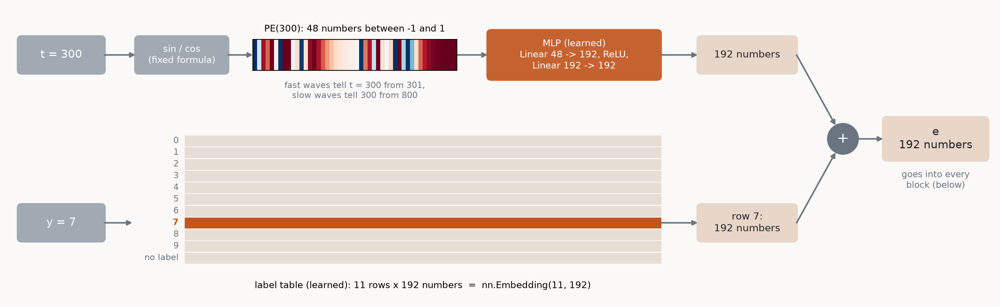 PE(300): 48 numbers between -1 and 1
t = 300
sin / cos
(fixed formula)
MLP (learned)
Linear 48 -> 192, ReLU,
Linear 192 -> 192
192 numbers
fast waves tell t = 300 from 301,
slow waves tell 300 from 800
+
e
192 numbers
goes into every
block (below)
0
1
2
3
4
5
6
7
8
9
no label
y = 7
row 7:
192 numbers
label table (learned): 11 rows x 192 numbers = nn.Embedding(11, 192)